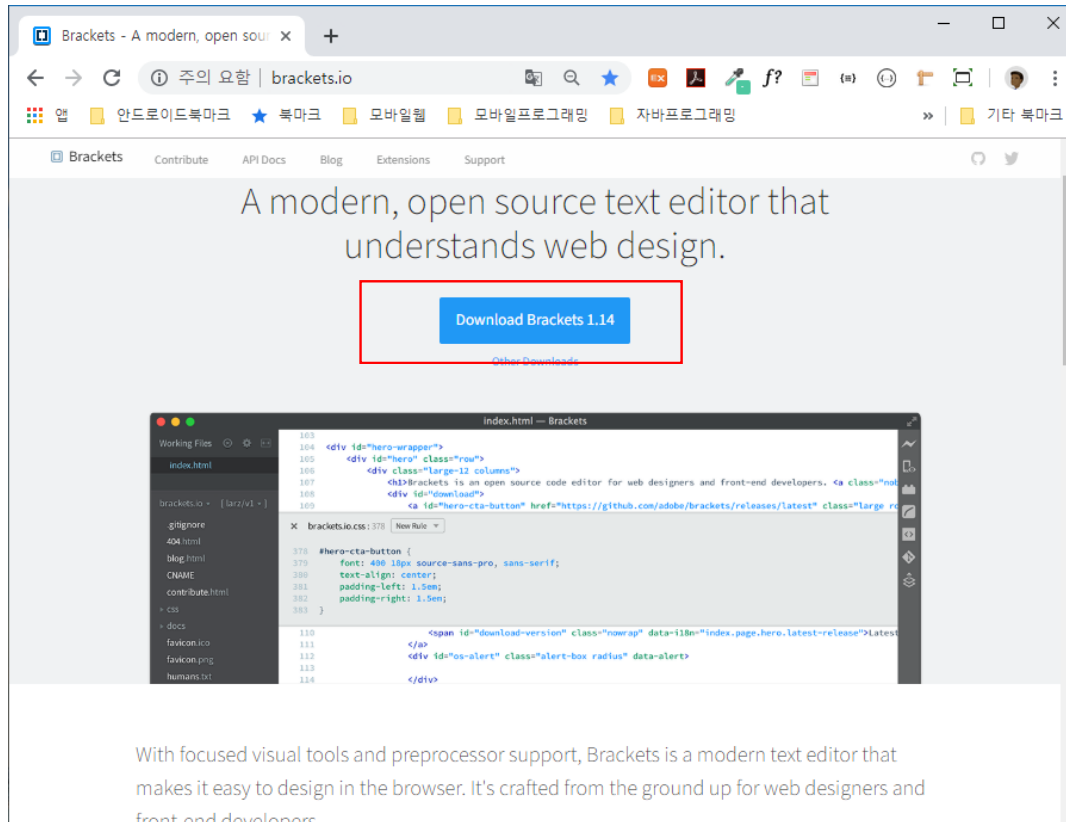 Brackets - A modern, open sour
주의 요함 | brackets.io
앱 안드로이드북마크 북마크 모바일웹 모바일프로그래밍 자바프로그래밍 » 기타 북마크
Brackets Contribute API Docs Blog Extensions Support
A modern, open source text editor that
understands web design.
Download Brackets 1.14
Other Downloads
index.html — Brackets
Working Files
index.html
brackets.io - [ larz/v1 - ]
.gitignore
404.html
blog.html
CNAME
contribute.html
css
docs
favicon.ico
favicon.png
humans.txt
103
104 <div id="hero-wrapper">
105 <div id="hero" class="row">
106 <div class="large-12 columns">
107 <h1>Brackets is an open source code editor for web designers and front-end developers. <a class="nob
108 <div id="download">
109 <a id="hero-cta-button" href="https://github.com/adobe/brackets/releases/latest" class="large ro
× brackets.io.css : 378 New Rule
378 #hero-cta-button {
379 font: 400 18px source-sans-pro, sans-serif;
380 text-align: center;
381 padding-left: 1.5em;
382 padding-right: 1.5em;
383 }
110 <span id="download-version" class="nowrap" data-i18n="index.page.hero.latest-release">Latest
111 </a>
112 <div id="os-alert" class="alert-box radius" data-alert>
113
114 </div>
With focused visual tools and preprocessor support, Brackets is a modern text editor that
makes it easy to design in the browser. It's crafted from the ground up for web designers and
front-end developers.